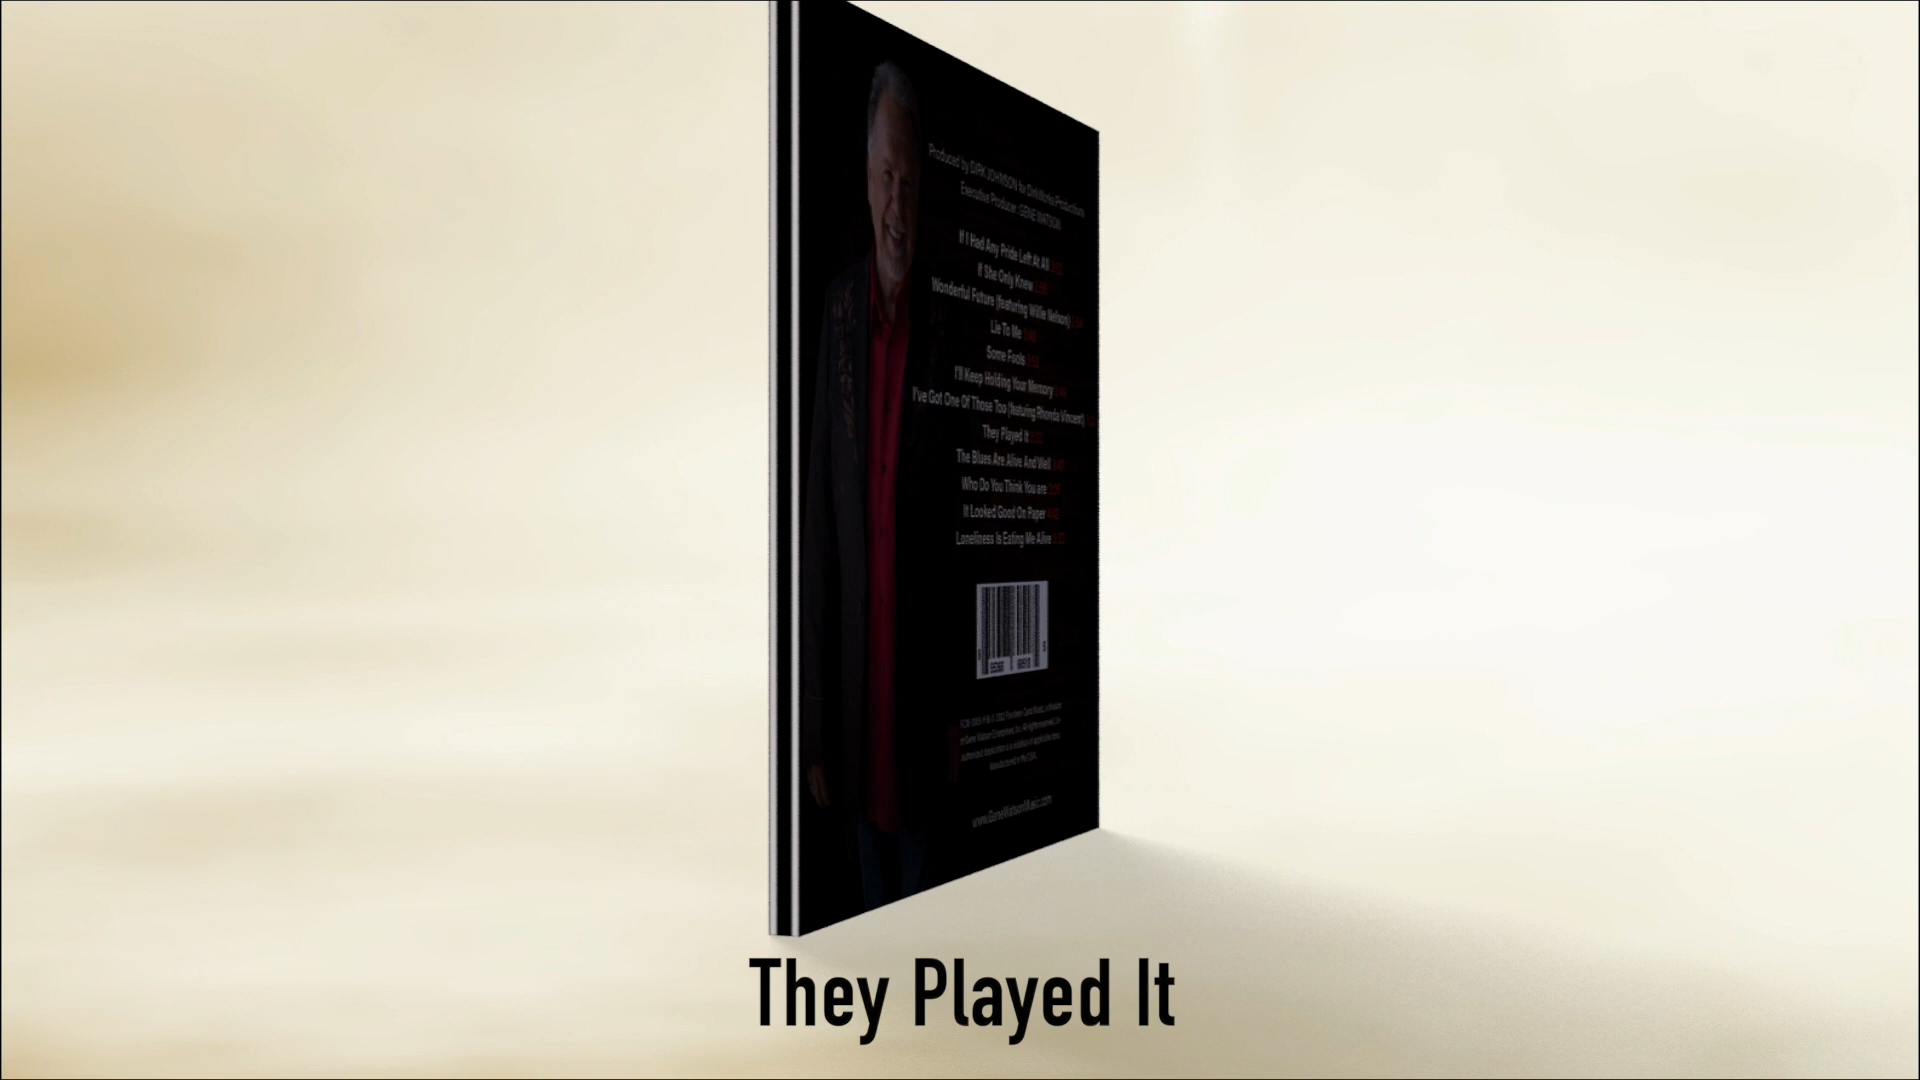 Produced by DIRK JOHNSON for DirkWorks Productions
Executive Producer: GENE WATSON
If I Had Any Pride Left At All
If She Only Knew
Wonderful Future (featuring Willie Nelson)
Lie To Me
Some Fools
I'll Keep Holding Your Memory
I've Got One Of Those Too (featuring Rhonda Vincent)
They Played It
The Blues Are Alive And Well
Who Do You Think You are
It Looked Good On Paper
Loneliness Is Eating Me Alive
www.GeneWatsonMusic.com
They Played It